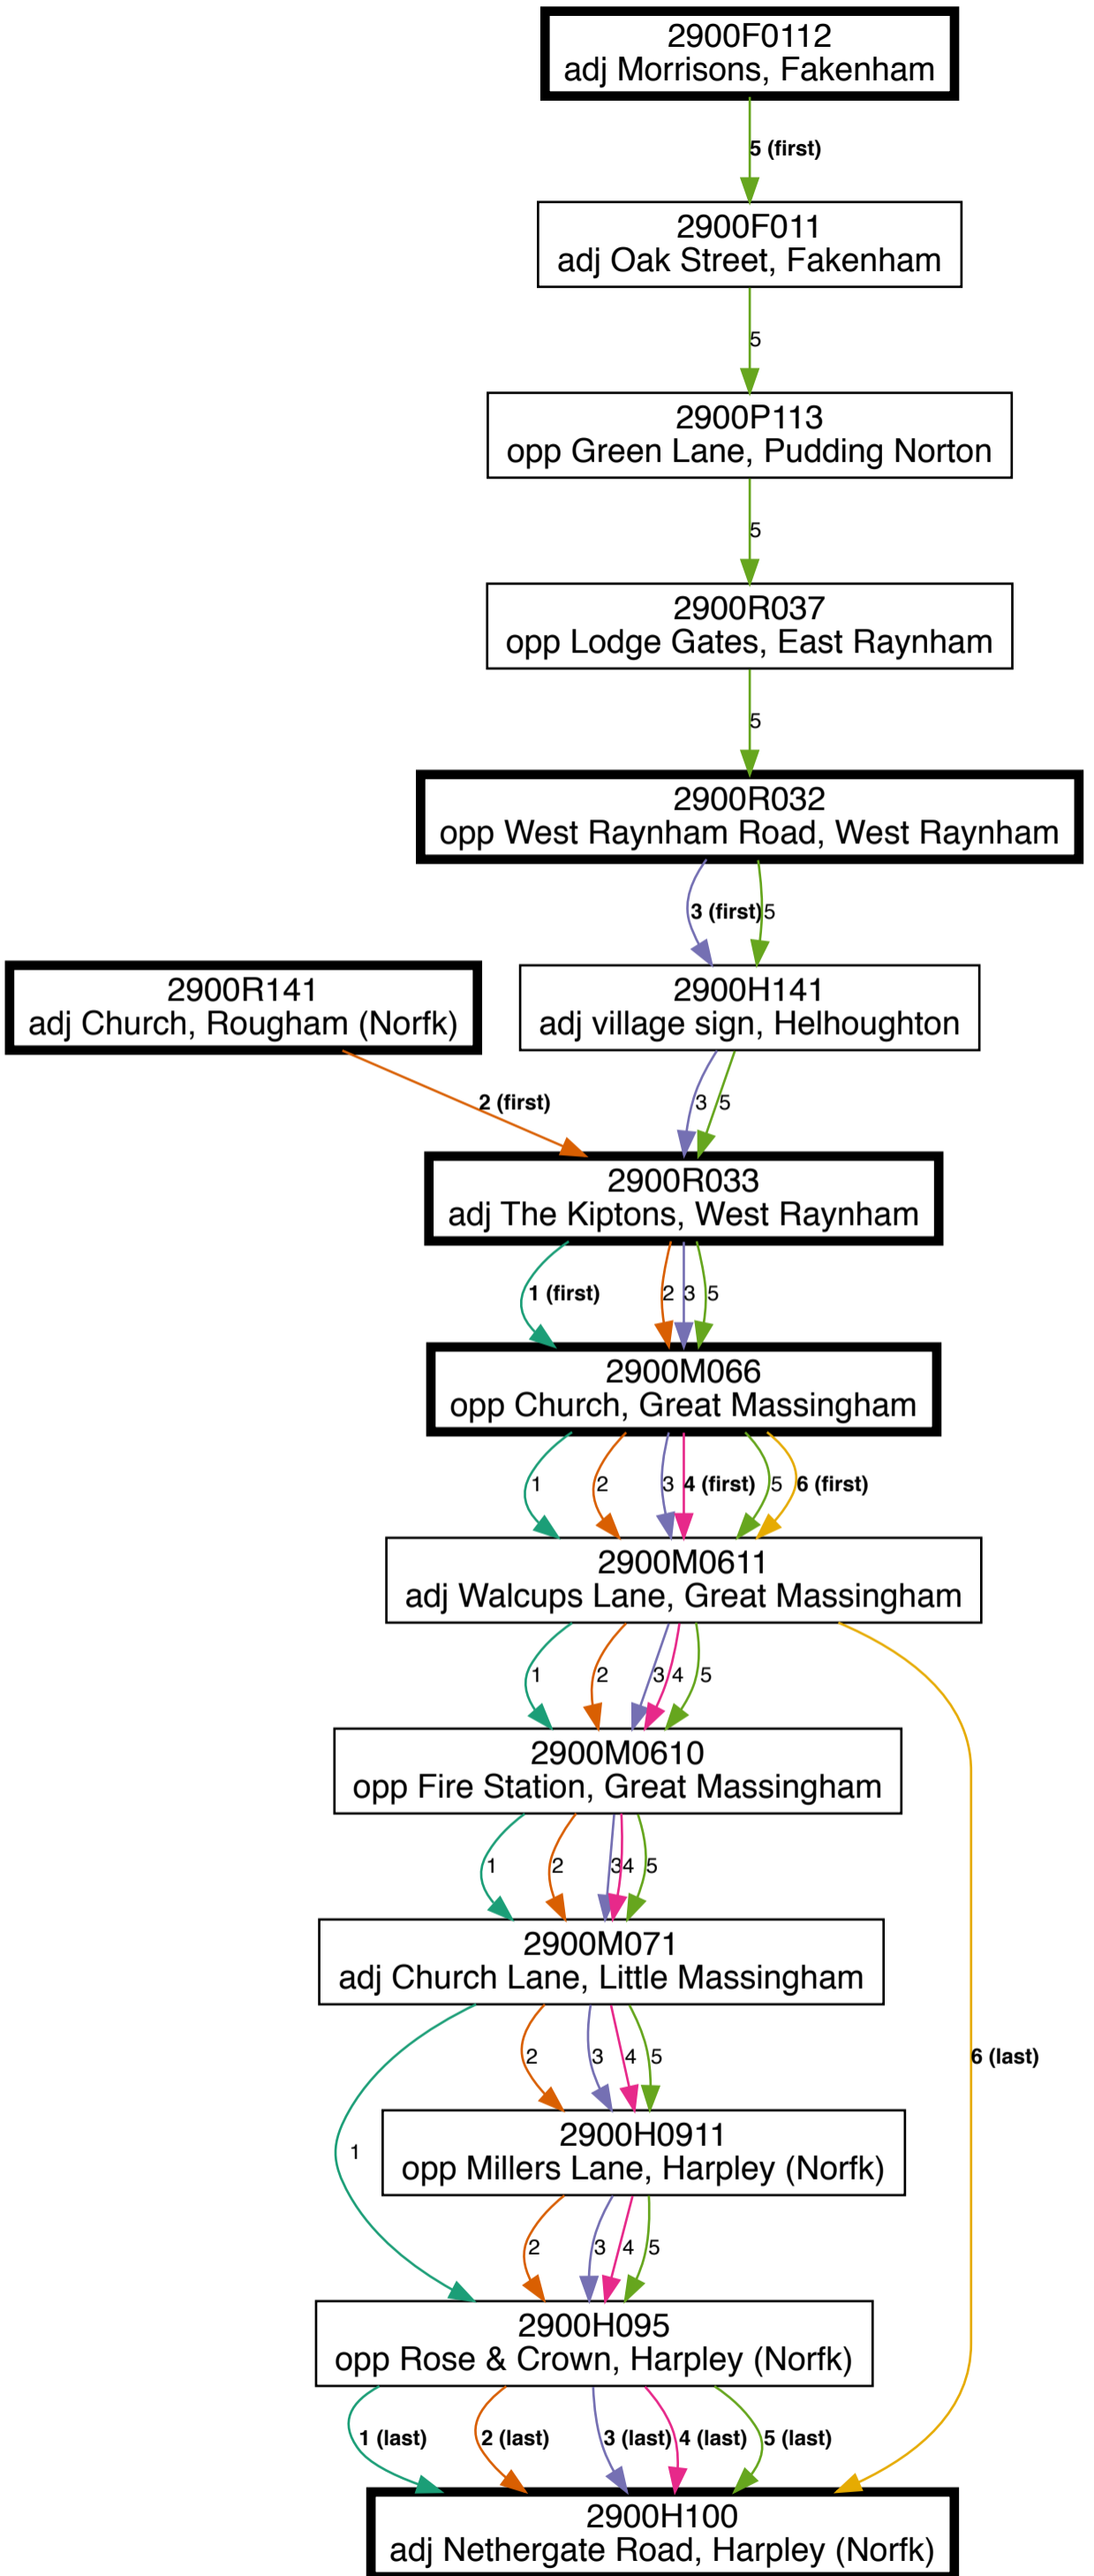 2900F0112
adj Morrisons, Fakenham
5 (first)
2900F011
adj Oak Street, Fakenham
5
2900P113
opp Green Lane, Pudding Norton
5
2900R037
opp Lodge Gates, East Raynham
5
2900R032
opp West Raynham Road, West Raynham
3 (first) 5
2900R141
adj Church, Rougham (Norfk)
2900H141
adj village sign, Helhoughton
2 (first) 3 5
2900R033
adj The Kiptons, West Raynham
1 (first) 2 3 5
2900M066
opp Church, Great Massingham
1 2 3 4 (first) 5 6 (first)
2900M0611
adj Walcups Lane, Great Massingham
1 2 3 4 5
2900M0610
opp Fire Station, Great Massingham
1 2 3 4 5
2900M071
adj Church Lane, Little Massingham
2 3 4 5 6 (last)
2900H0911
opp Millers Lane, Harpley (Norfk)
1
2 3 4 5
2900H095
opp Rose & Crown, Harpley (Norfk)
1 (last) 2 (last) 3 (last) 4 (last) 5 (last)
2900H100
adj Nethergate Road, Harpley (Norfk)